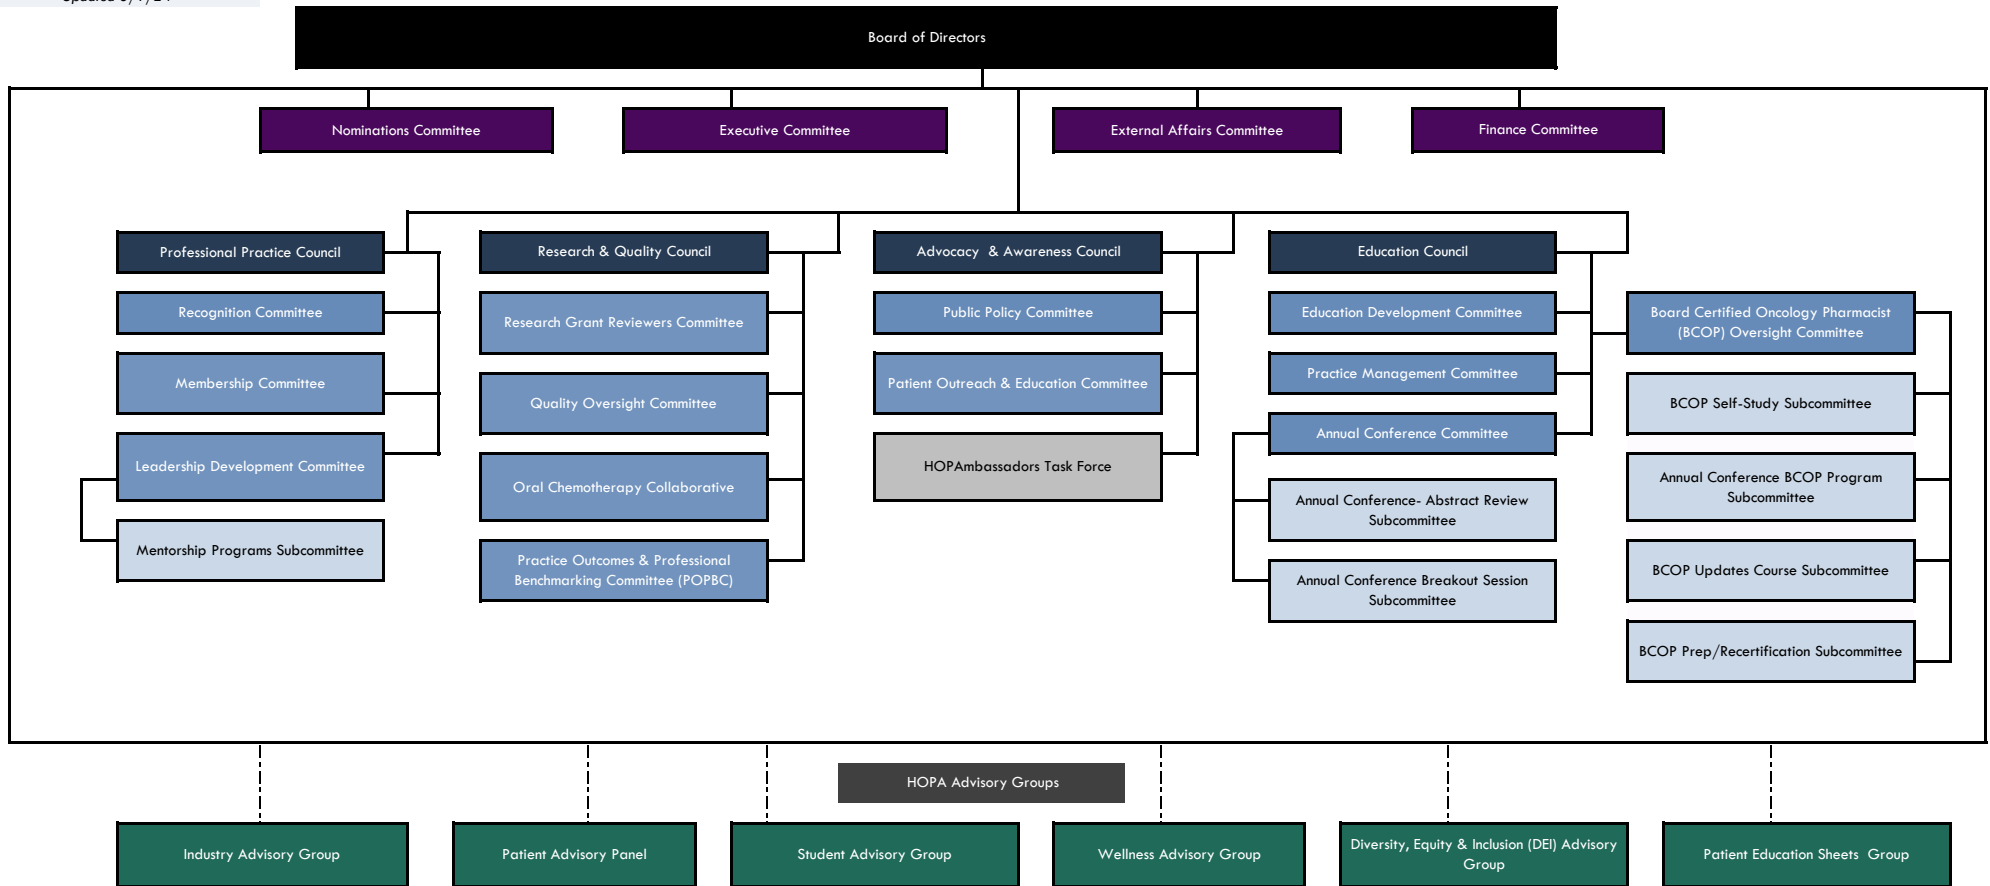 Board of Directors
Nominations Committee
Executive Committee
External Affairs Committee
Finance Committee
Professional Practice Council
Research & Quality Council
Advocacy & Awareness Council
Education Council
Recognition Committee
Membership Committee
Leadership Development Committee
Mentorship Programs Subcommittee
Research Grant Reviewers Committee
Quality Oversight Committee
Oral Chemotherapy Collaborative
Practice Outcomes & Professional
Benchmarking Committee (POPBC)
Public Policy Committee
Patient Outreach & Education Committee
HOPAmbassadors Task Force
Education Development Committee
Practice Management Committee
Annual Conference Committee
Annual Conference- Abstract Review
Subcommittee
Annual Conference Breakout Session
Subcommittee
Board Certified Oncology Pharmacist
(BCOP) Oversight Committee
BCOP Self-Study Subcommittee
Annual Conference BCOP Program
Subcommittee
BCOP Updates Course Subcommittee
BCOP Prep/Recertification Subcommittee
HOPA Advisory Groups
Industry Advisory Group
Patient Advisory Panel
Student Advisory Group
Wellness Advisory Group
Diversity, Equity & Inclusion (DEI) Advisory
Group
Patient Education Sheets Group